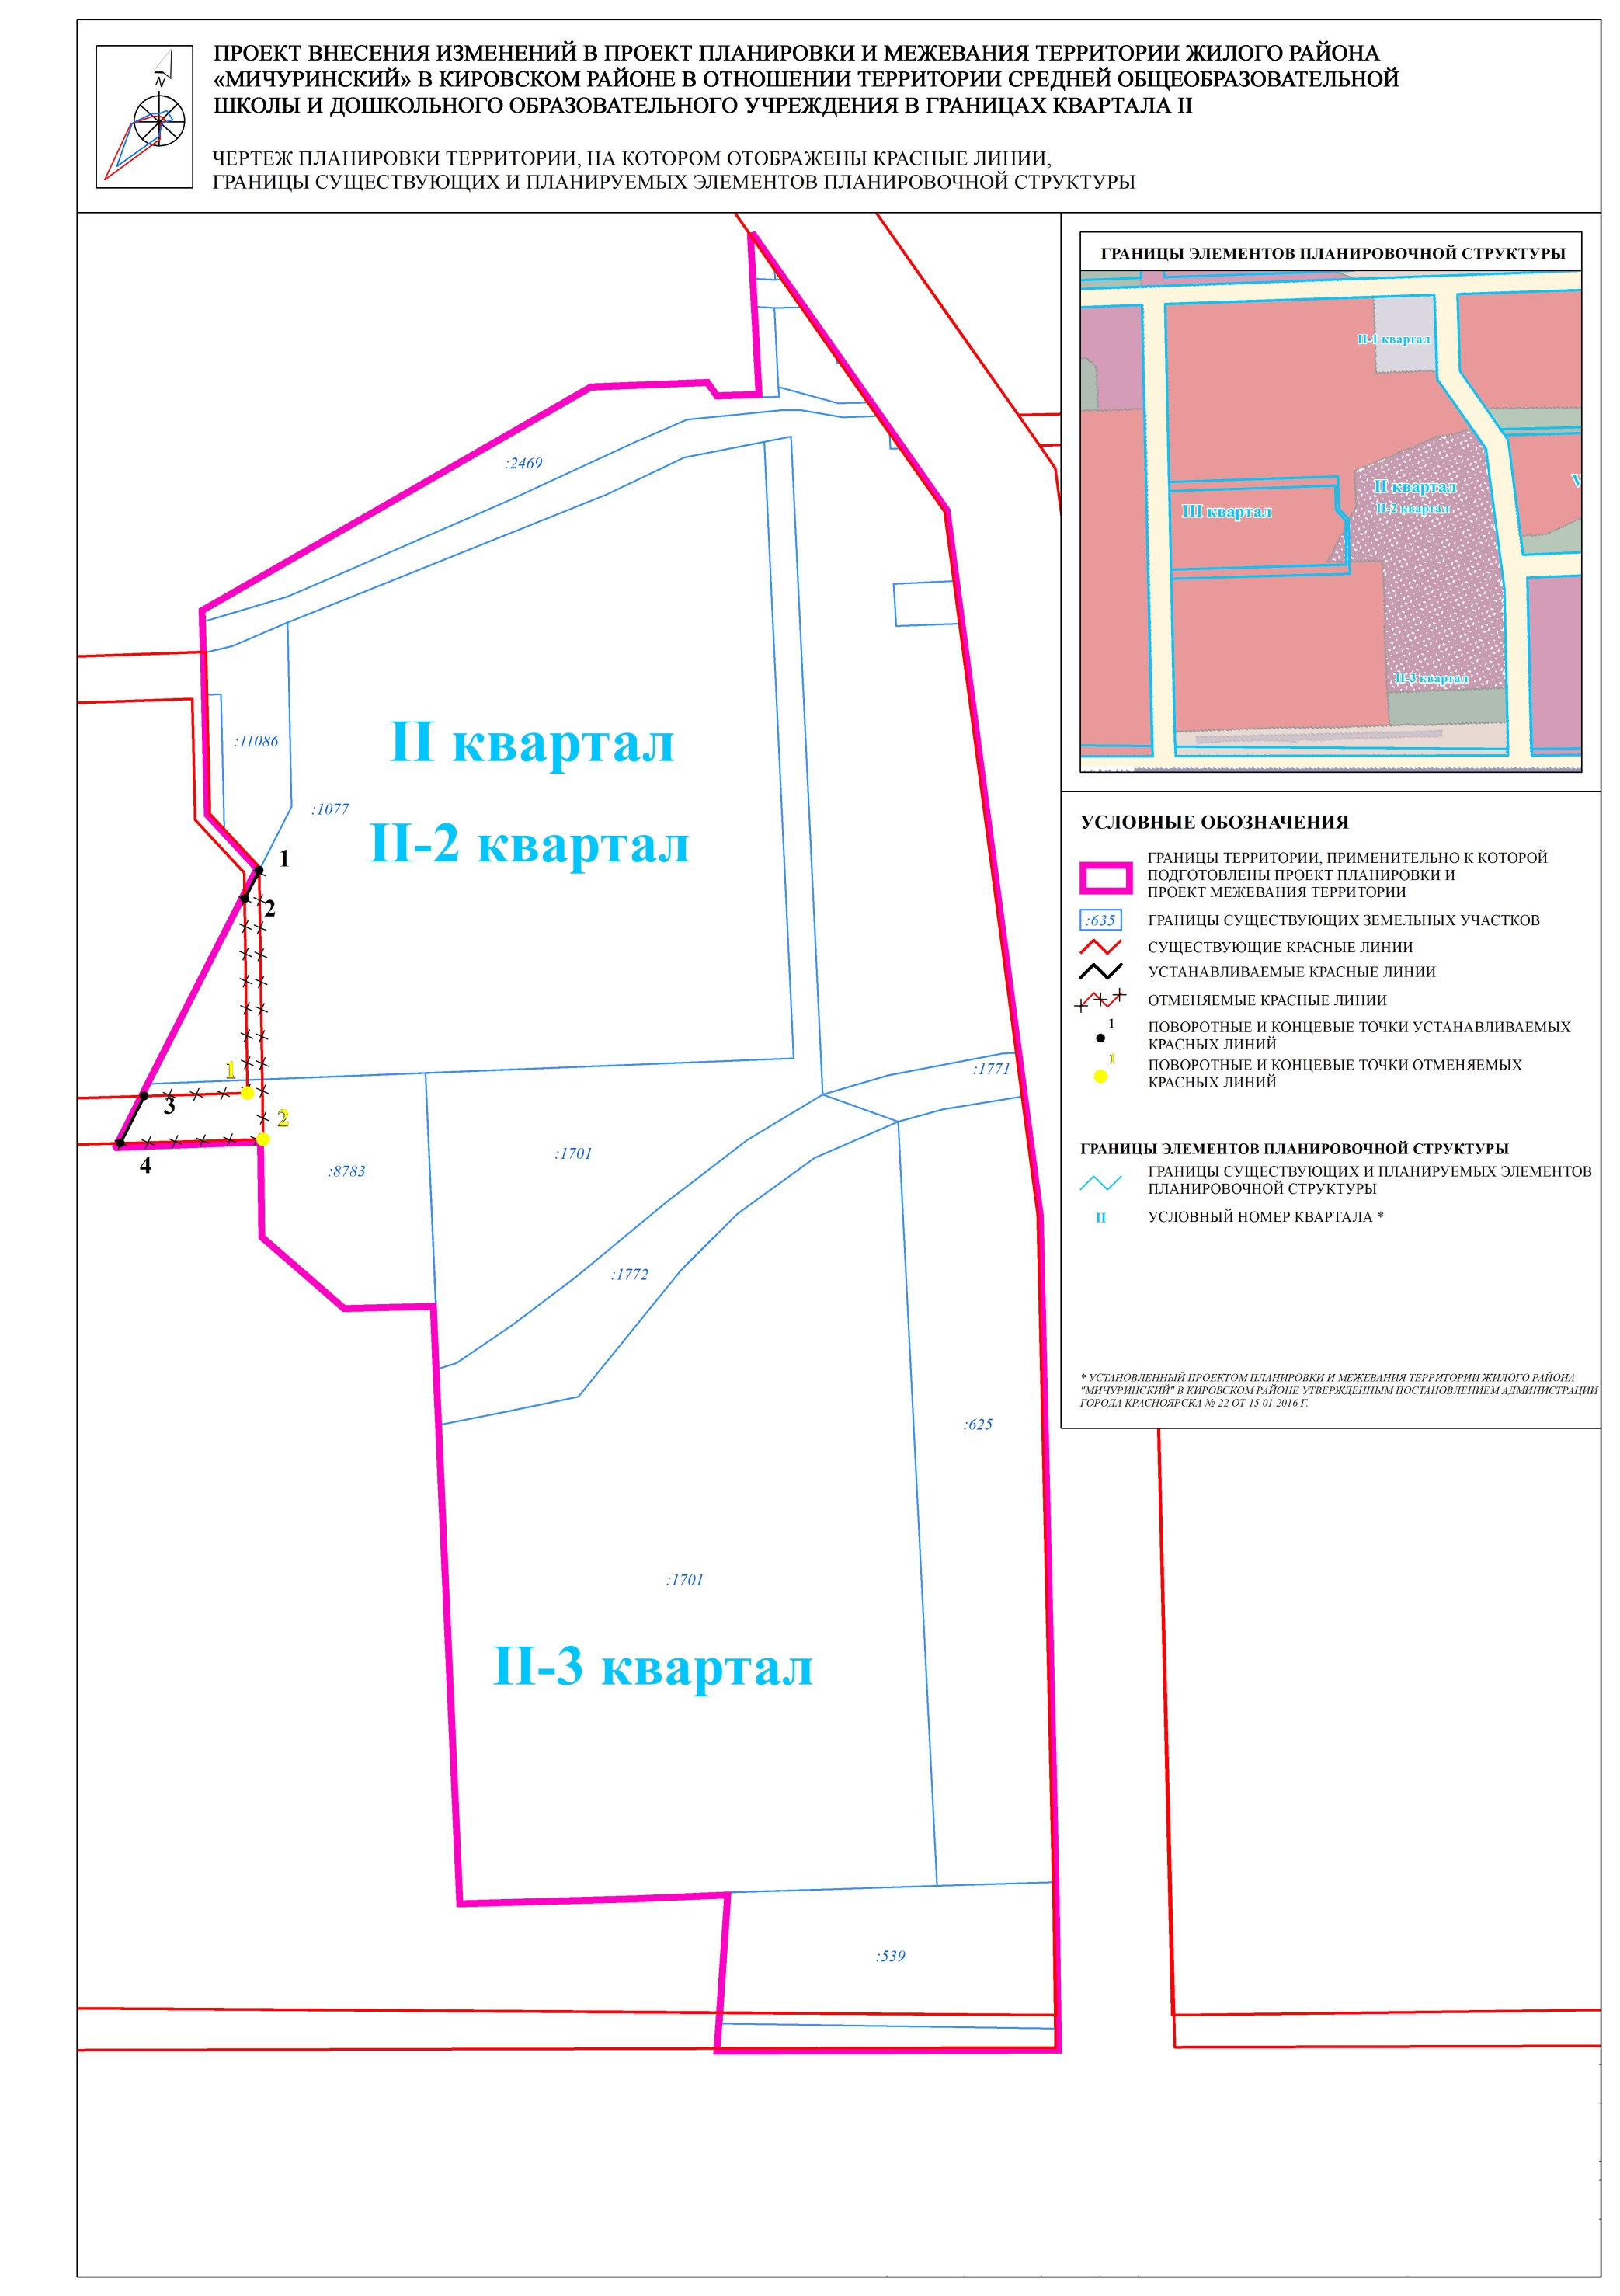 N
ПРОЕКТ ВНЕСЕНИЯ ИЗМЕНЕНИЙ В ПРОЕКТ ПЛАНИРОВКИ И МЕЖЕВАНИЯ ТЕРРИТОРИИ ЖИЛОГО РАЙОНА
«МИЧУРИНСКИЙ» В КИРОВСКОМ РАЙОНЕ В ОТНОШЕНИИ ТЕРРИТОРИИ СРЕДНЕЙ ОБЩЕОБРАЗОВАТЕЛЬНОЙ
ШКОЛЫ И ДОШКОЛЬНОГО ОБРАЗОВАТЕЛЬНОГО УЧРЕЖДЕНИЯ В ГРАНИЦАХ КВАРТАЛА II
ЧЕРТЕЖ ПЛАНИРОВКИ ТЕРРИТОРИИ, НА КОТОРОМ ОТОБРАЖЕНЫ КРАСНЫЕ ЛИНИИ,
ГРАНИЦЫ СУЩЕСТВУЮЩИХ И ПЛАНИРУЕМЫХ ЭЛЕМЕНТОВ ПЛАНИРОВОЧНОЙ СТРУКТУРЫ
:2469
:11086
II квартал
:1077
II-2 квартал
1
2
1
3
2
4
:1771
:8783
:1701
:1772
:625
:1701
II-3 квартал
:539
ГРАНИЦЫ ЭЛЕМЕНТОВ ПЛАНИРОВОЧНОЙ СТРУКТУРЫ
II-1 квартал
II квартал
II-2 квартал
III квартал
V
II-3 квартал
УСЛОВНЫЕ ОБОЗНАЧЕНИЯ
ГРАНИЦЫ ТЕРРИТОРИИ, ПРИМЕНИТЕЛЬНО К КОТОРОЙ
ПОДГОТОВЛЕНЫ ПРОЕКТ ПЛАНИРОВКИ И
ПРОЕКТ МЕЖЕВАНИЯ ТЕРРИТОРИИ
:635 ГРАНИЦЫ СУЩЕСТВУЮЩИХ ЗЕМЕЛЬНЫХ УЧАСТКОВ
СУЩЕСТВУЮЩИЕ КРАСНЫЕ ЛИНИИ
УСТАНАВЛИВАЕМЫЕ КРАСНЫЕ ЛИНИИ
ОТМЕНЯЕМЫЕ КРАСНЫЕ ЛИНИИ
1 ПОВОРОТНЫЕ И КОНЦЕВЫЕ ТОЧКИ УСТАНАВЛИВАЕМЫХ
КРАСНЫХ ЛИНИЙ
1 ПОВОРОТНЫЕ И КОНЦЕВЫЕ ТОЧКИ ОТМЕНЯЕМЫХ
КРАСНЫХ ЛИНИЙ
ГРАНИЦЫ ЭЛЕМЕНТОВ ПЛАНИРОВОЧНОЙ СТРУКТУРЫ
ГРАНИЦЫ СУЩЕСТВУЮЩИХ И ПЛАНИРУЕМЫХ ЭЛЕМЕНТОВ
ПЛАНИРОВОЧНОЙ СТРУКТУРЫ
II УСЛОВНЫЙ НОМЕР КВАРТАЛА *
* УСТАНОВЛЕННЫЙ ПРОЕКТОМ ПЛАНИРОВКИ И МЕЖЕВАНИЯ ТЕРРИТОРИИ ЖИЛОГО РАЙОНА
"МИЧУРИНСКИЙ" В КИРОВСКОМ РАЙОНЕ УТВЕРЖДЕННЫМ ПОСТАНОВЛЕНИЕМ АДМИНИСТРАЦИИ
ГОРОДА КРАСНОЯРСКА № 22 ОТ 15.01.2016 Г.